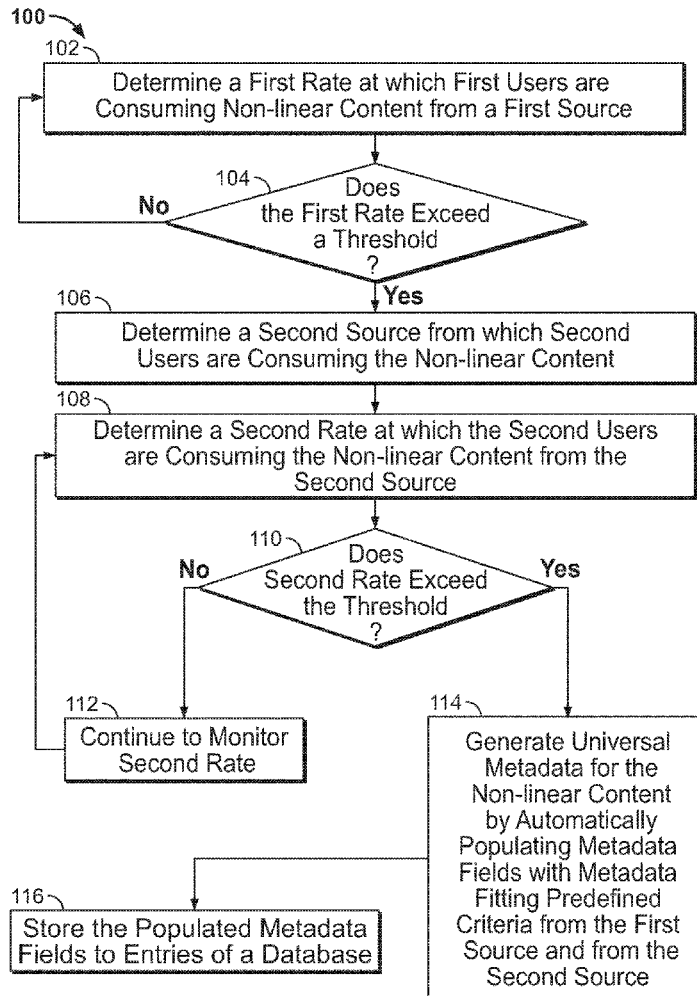 100
102
Determine a First Rate at which First Users are
Consuming Non-linear Content from a First Source
104
Does
the First Rate Exceed
a Threshold
?
No
Yes
106
Determine a Second Source from which Second
Users are Consuming the Non-linear Content
108
Determine a Second Rate at which the Second Users
are Consuming the Non-linear Content from the
Second Source
110
Does
Second Rate Exceed
the Threshold
?
No
Yes
112
Continue to Monitor
Second Rate
114
Generate Universal
Metadata for the
Non-linear Content
by Automatically
Populating Metadata
Fields with Metadata
Fitting Predefined
Criteria from the First
Source and from the
Second Source
116
Store the Populated Metadata
Fields to Entries of a Database